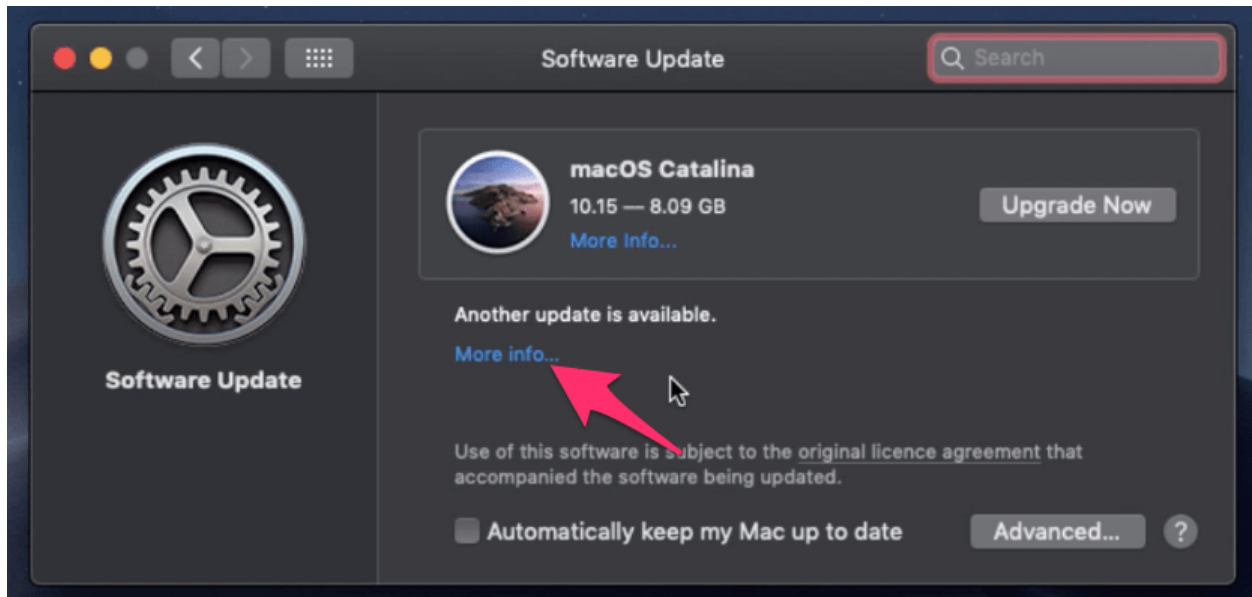 Software Update
Search
Software Update
macOS Catalina
10.15 — 8.09 GB
More Info...
Upgrade Now
Another update is available.
More info...
Use of this software is subject to the original licence agreement that
accompanied the software being updated.
Automatically keep my Mac up to date
Advanced...
?